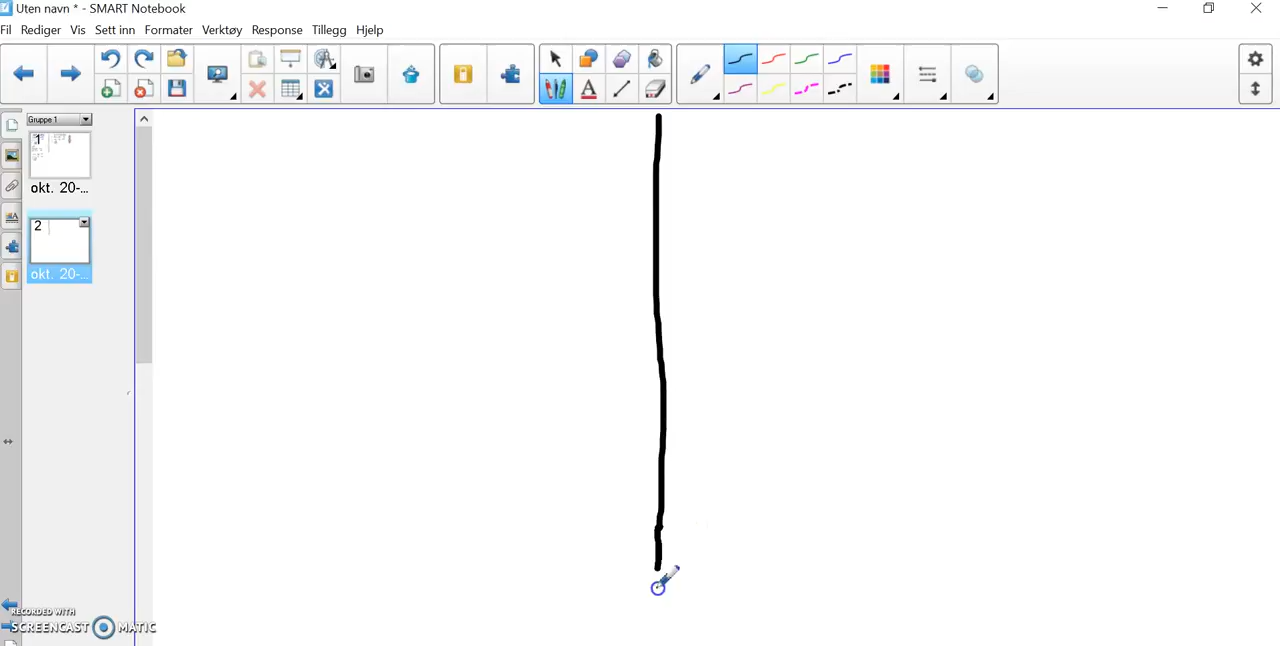 Uten navn * - SMART Notebook
Fil Rediger Vis Sett inn Formater Verktøy Response Tillegg Hjelp
Gruppe 1
1
okt. 20-...
2
okt. 20-...
RECORDED WITH
SCREENCAST MATIC